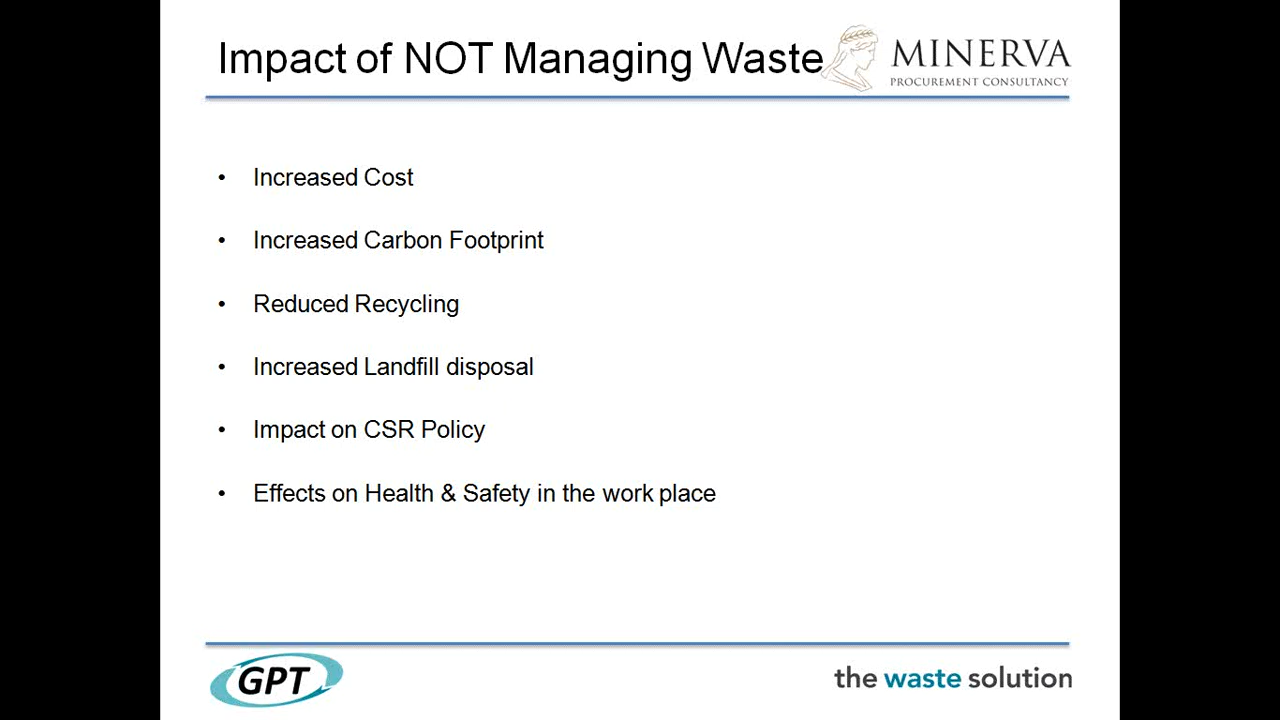 Impact of NOT Managing Waste
MINERVA
PROCUREMENT CONSULTANCY
• Increased Cost
• Increased Carbon Footprint
• Reduced Recycling
• Increased Landfill disposal
• Impact on CSR Policy
• Effects on Health & Safety in the work place
GPT
the waste solution